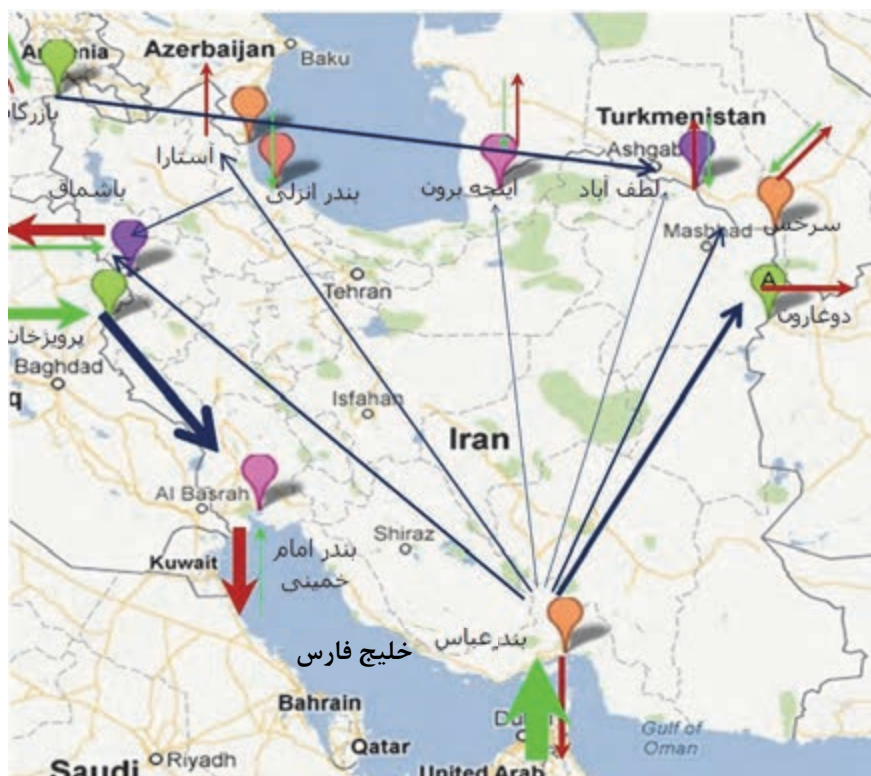 Azerbaijan
Baku
بازرگان
آستارا
Turkmenistan
Ashgab
باشماق
بندر انزلی
اینچه برون
لطف آباد
سرخس
Mashhad
Tehran
A
دوغارون
پرویزخان
Baghdad
q
Isfahan
Iran
Al Basrah
Shiraz
Kuwait
بندر امام
خمینی
بندرعباس
خلیج فارس
Bahrain
Gulf of
Oman
Qatar
Riyadh
Saudi
United Arab